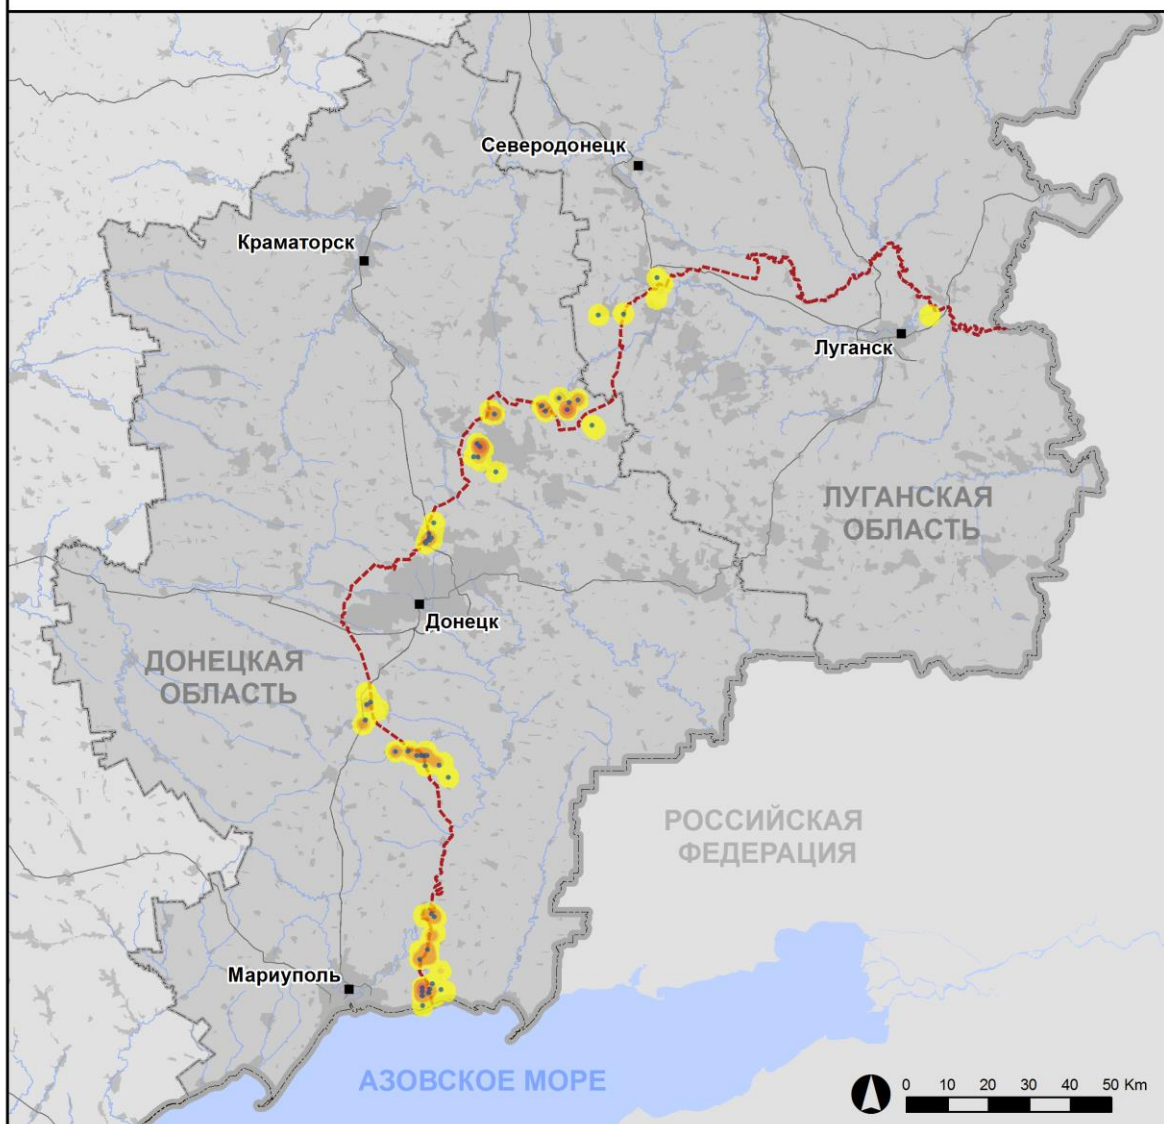 Северодонецк
Краматорск
Луганск
ЛУГАНСКАЯ
ОБЛАСТЬ
Донецк
ДОНЕЦКАЯ
ОБЛАСТЬ
РОССИЙСКАЯ
ФЕДЕРАЦИЯ
Мариуполь
АЗОВСКОЕ МОРЕ
0 10 20 30 40 50 Km